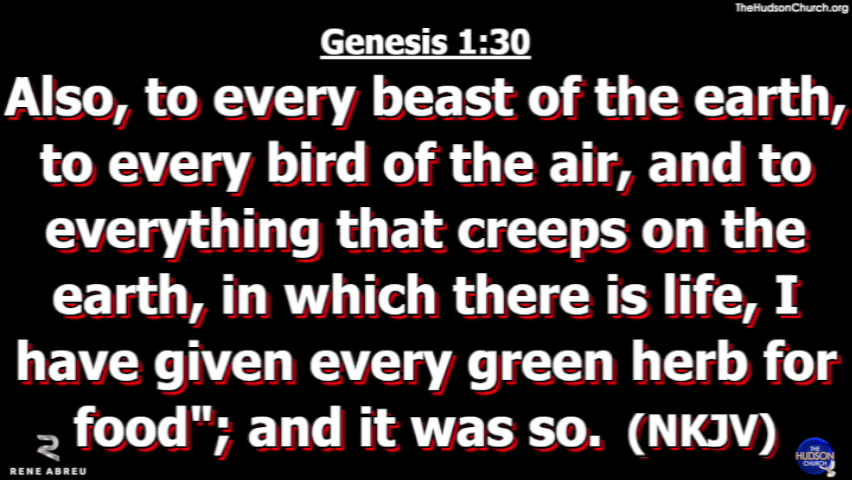 TheHudsonChurch.org
Genesis 1:30
Also, to every beast of the earth,
to every bird of the air, and to
everything that creeps on the
earth, in which there is life, I
have given every green herb for
food"; and it was so. (NKJV)
RENE ABREU
THE
HUDSON
CHURCH